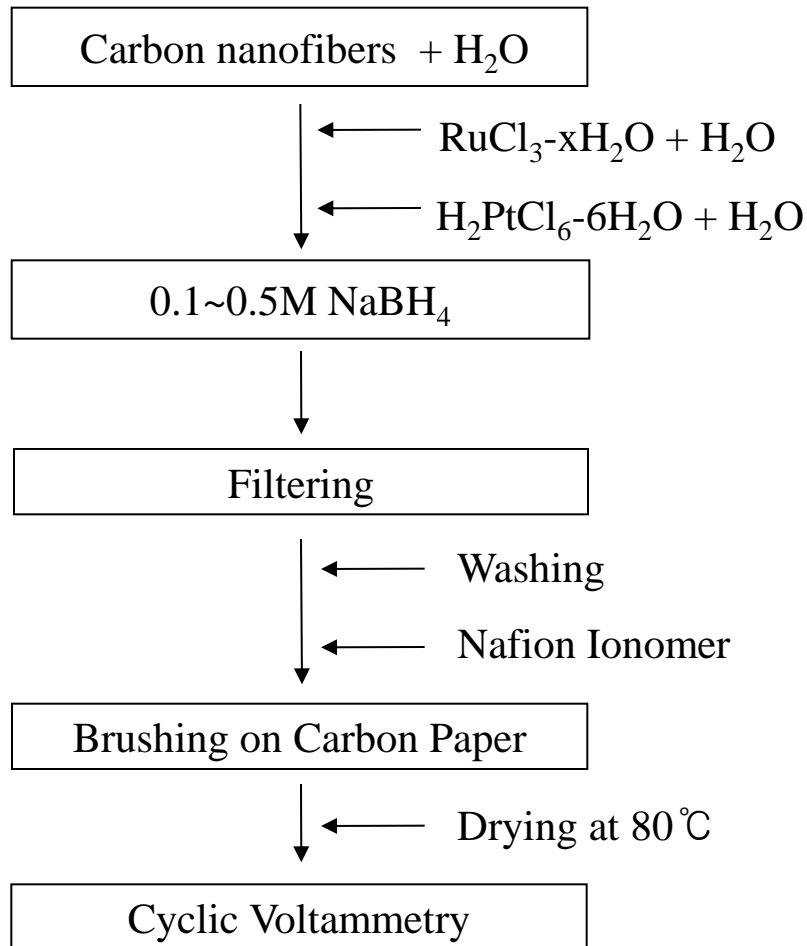 Carbon nanofibers + H₂O
RuCl₃-xH₂O + H₂O
H₂PtCl₆-6H₂O + H₂O
0.1~0.5M NaBH₄
Filtering
Washing
Nafion Ionomer
Brushing on Carbon Paper
Drying at 80℃
Cyclic Voltammetry